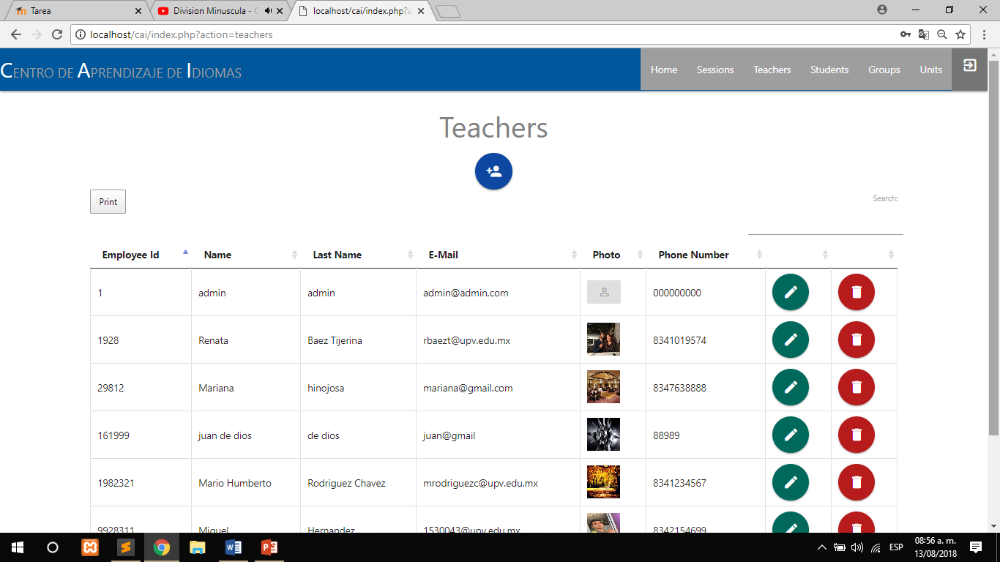 Tarea
Division Minuscula - 
localhost/cai/index.php?a
localhost/cai/index.php?action=teachers
CENTRO DE APRENDIZAJE DE IDIOMAS
Home Sessions Teachers Students Groups Units
Teachers
Print
Search:
Employee Id Name Last Name E-Mail Photo Phone Number
1 admin admin admin@admin.com 000000000
1928 Renata Baez Tijerina rbaezt@upv.edu.mx 8341019574
29812 Mariana hinojosa mariana@gmail.com 8347638888
161999 juan de dios de dios juan@gmail 88989
1982321 Mario Humberto Rodriguez Chavez mrodriguezc@upv.edu.mx 8341234567
9928311 Miguel Hernandez 1530043@upv.edu.mx 8342154699
ESP
08:56 a. m.
13/08/2018